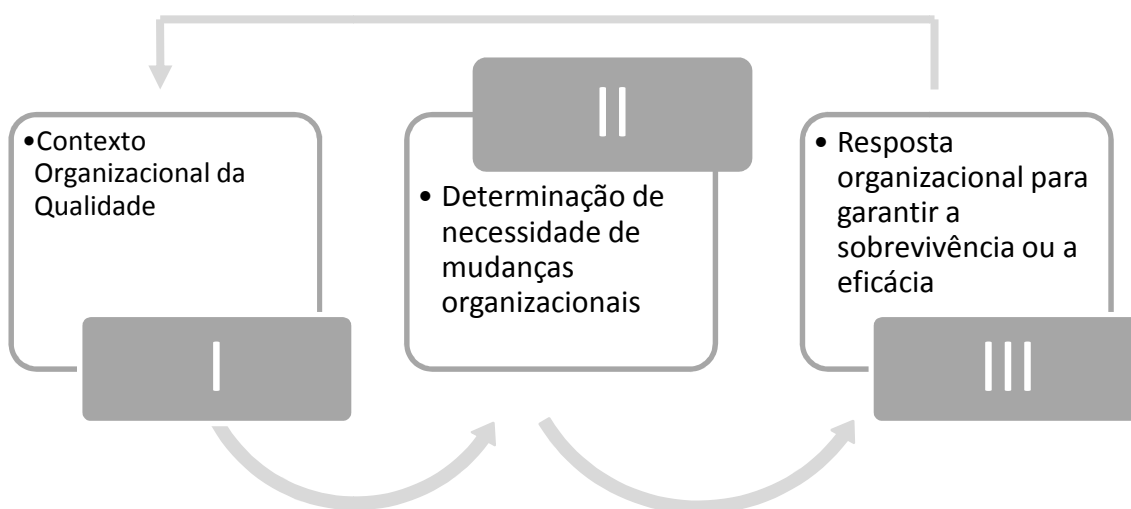 •Contexto
Organizacional da
Qualidade
I
II
• Determinação de
necessidade de
mudanças
organizacionais
• Resposta
organizacional para
garantir a
sobrevivência ou a
eficácia
III